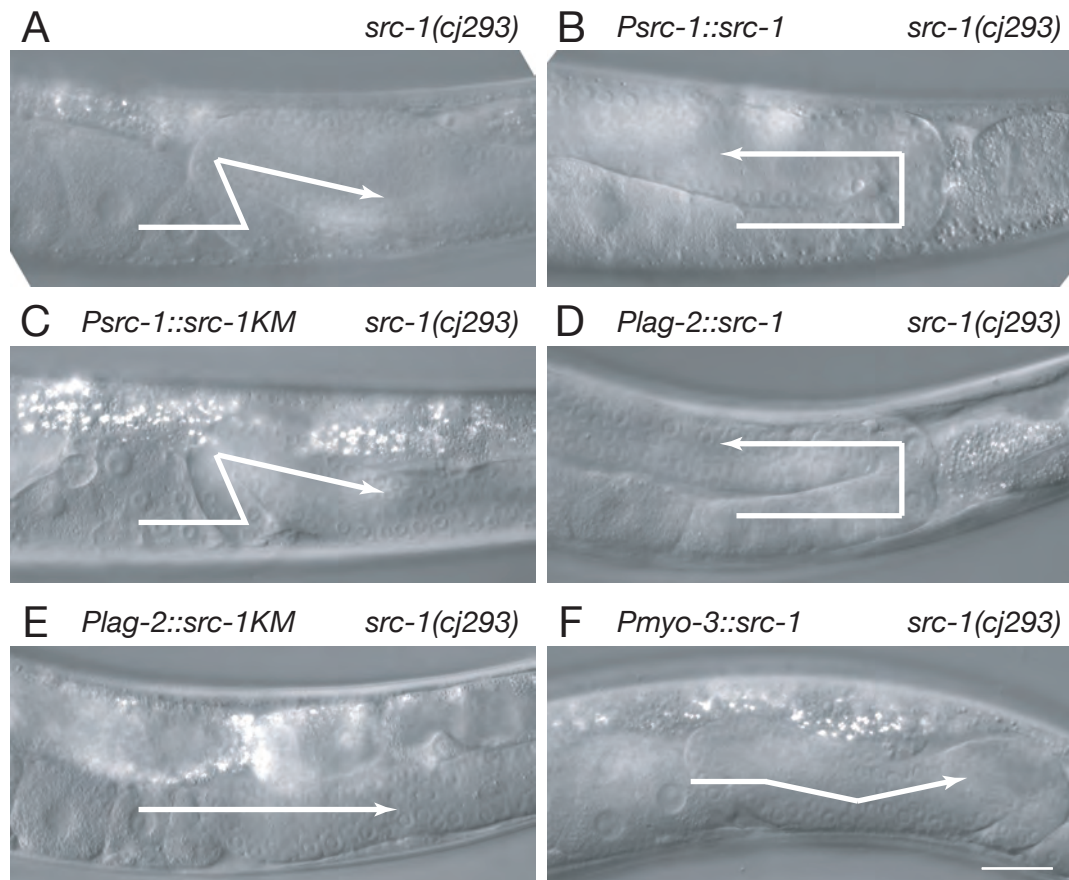 A src-1(cj293)
B Psrc-1::src-1 src-1(cj293)
C Psrc-1::src-1KM src-1(cj293)
D Plag-2::src-1 src-1(cj293)
E Plag-2::src-1KM src-1(cj293)
F Pmyo-3::src-1 src-1(cj293)